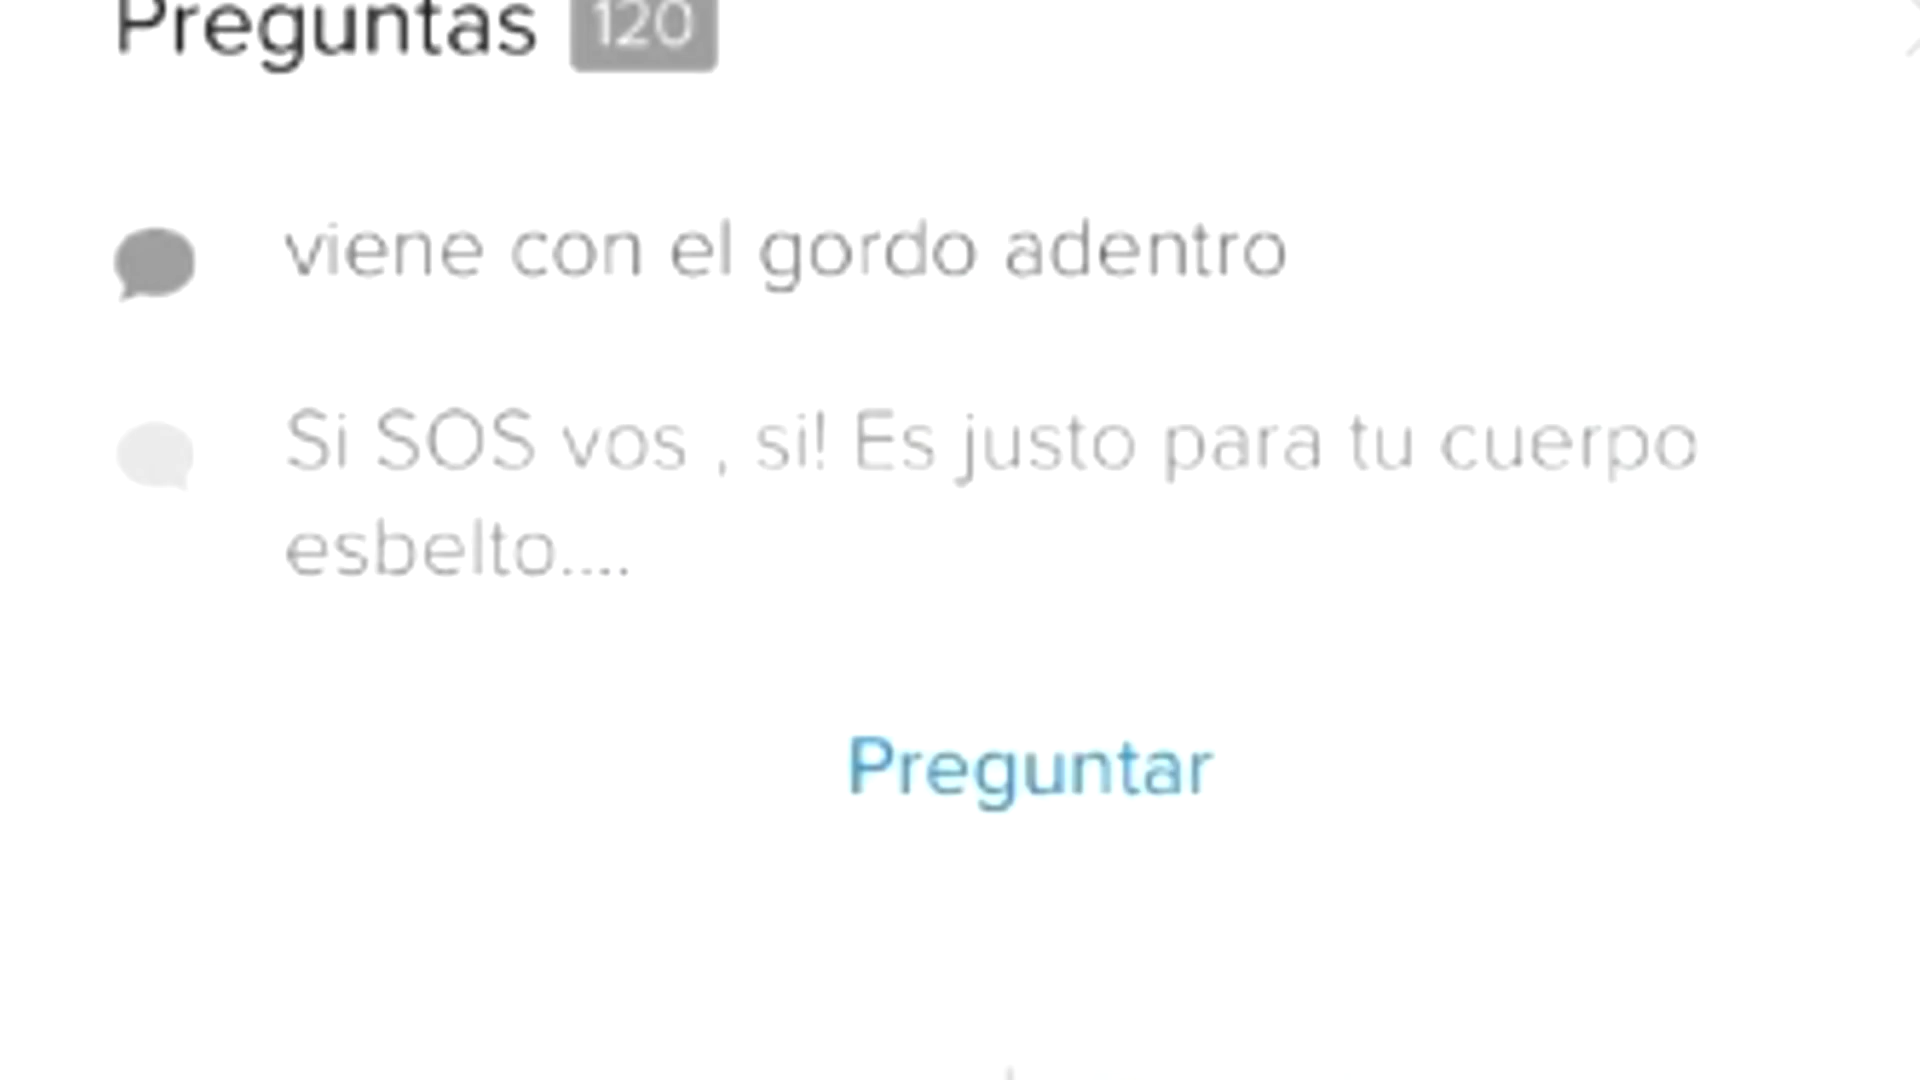 Preguntas 120
viene con el gordo adentro
Si SOS vos , si! Es justo para tu cuerpo
esbelto....
Preguntar